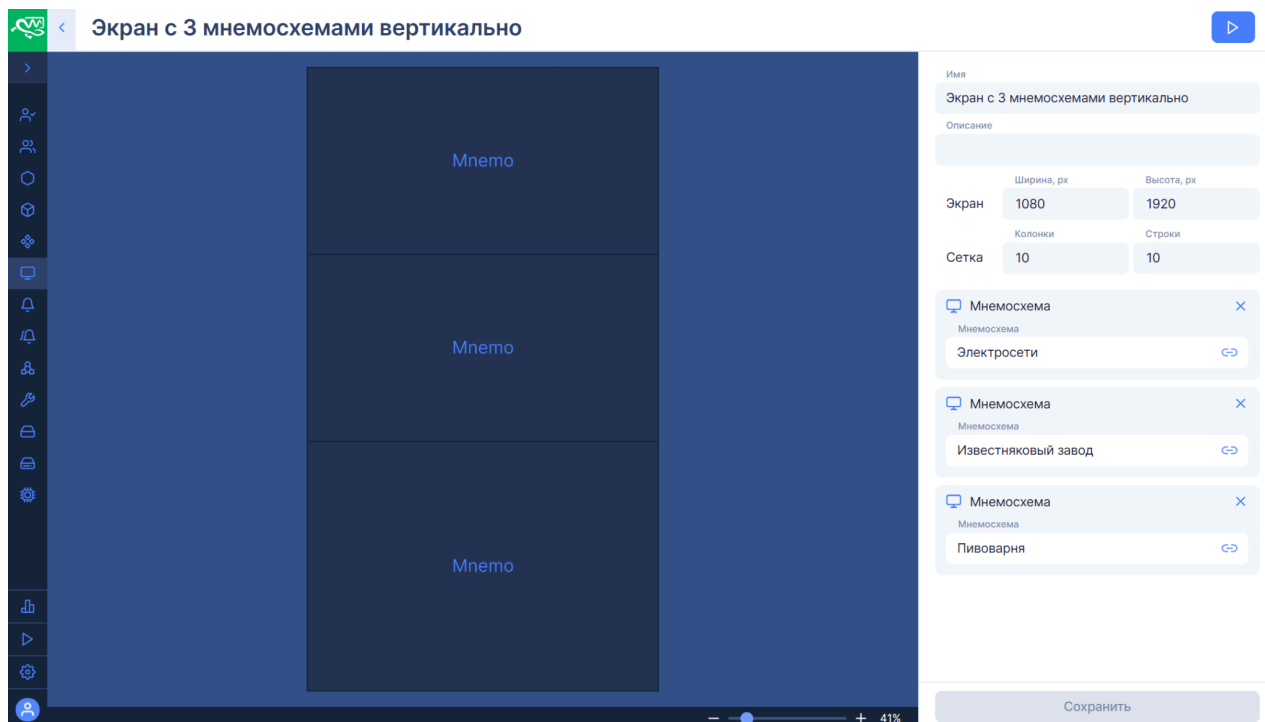 Экран с 3 мнемосхемами вертикально
Mnemo
Mnemo
Mnemo
41%
Имя
Экран с 3 мнемосхемами вертикально
Описание
Ширина, px
Высота, px
Экран
1080
1920
Колонки
Строки
Сетка
10
10
Мнемосхема
Мнемосхема
Электросети
Мнемосхема
Мнемосхема
Известняковый завод
Мнемосхема
Мнемосхема
Пивоварня
Сохранить